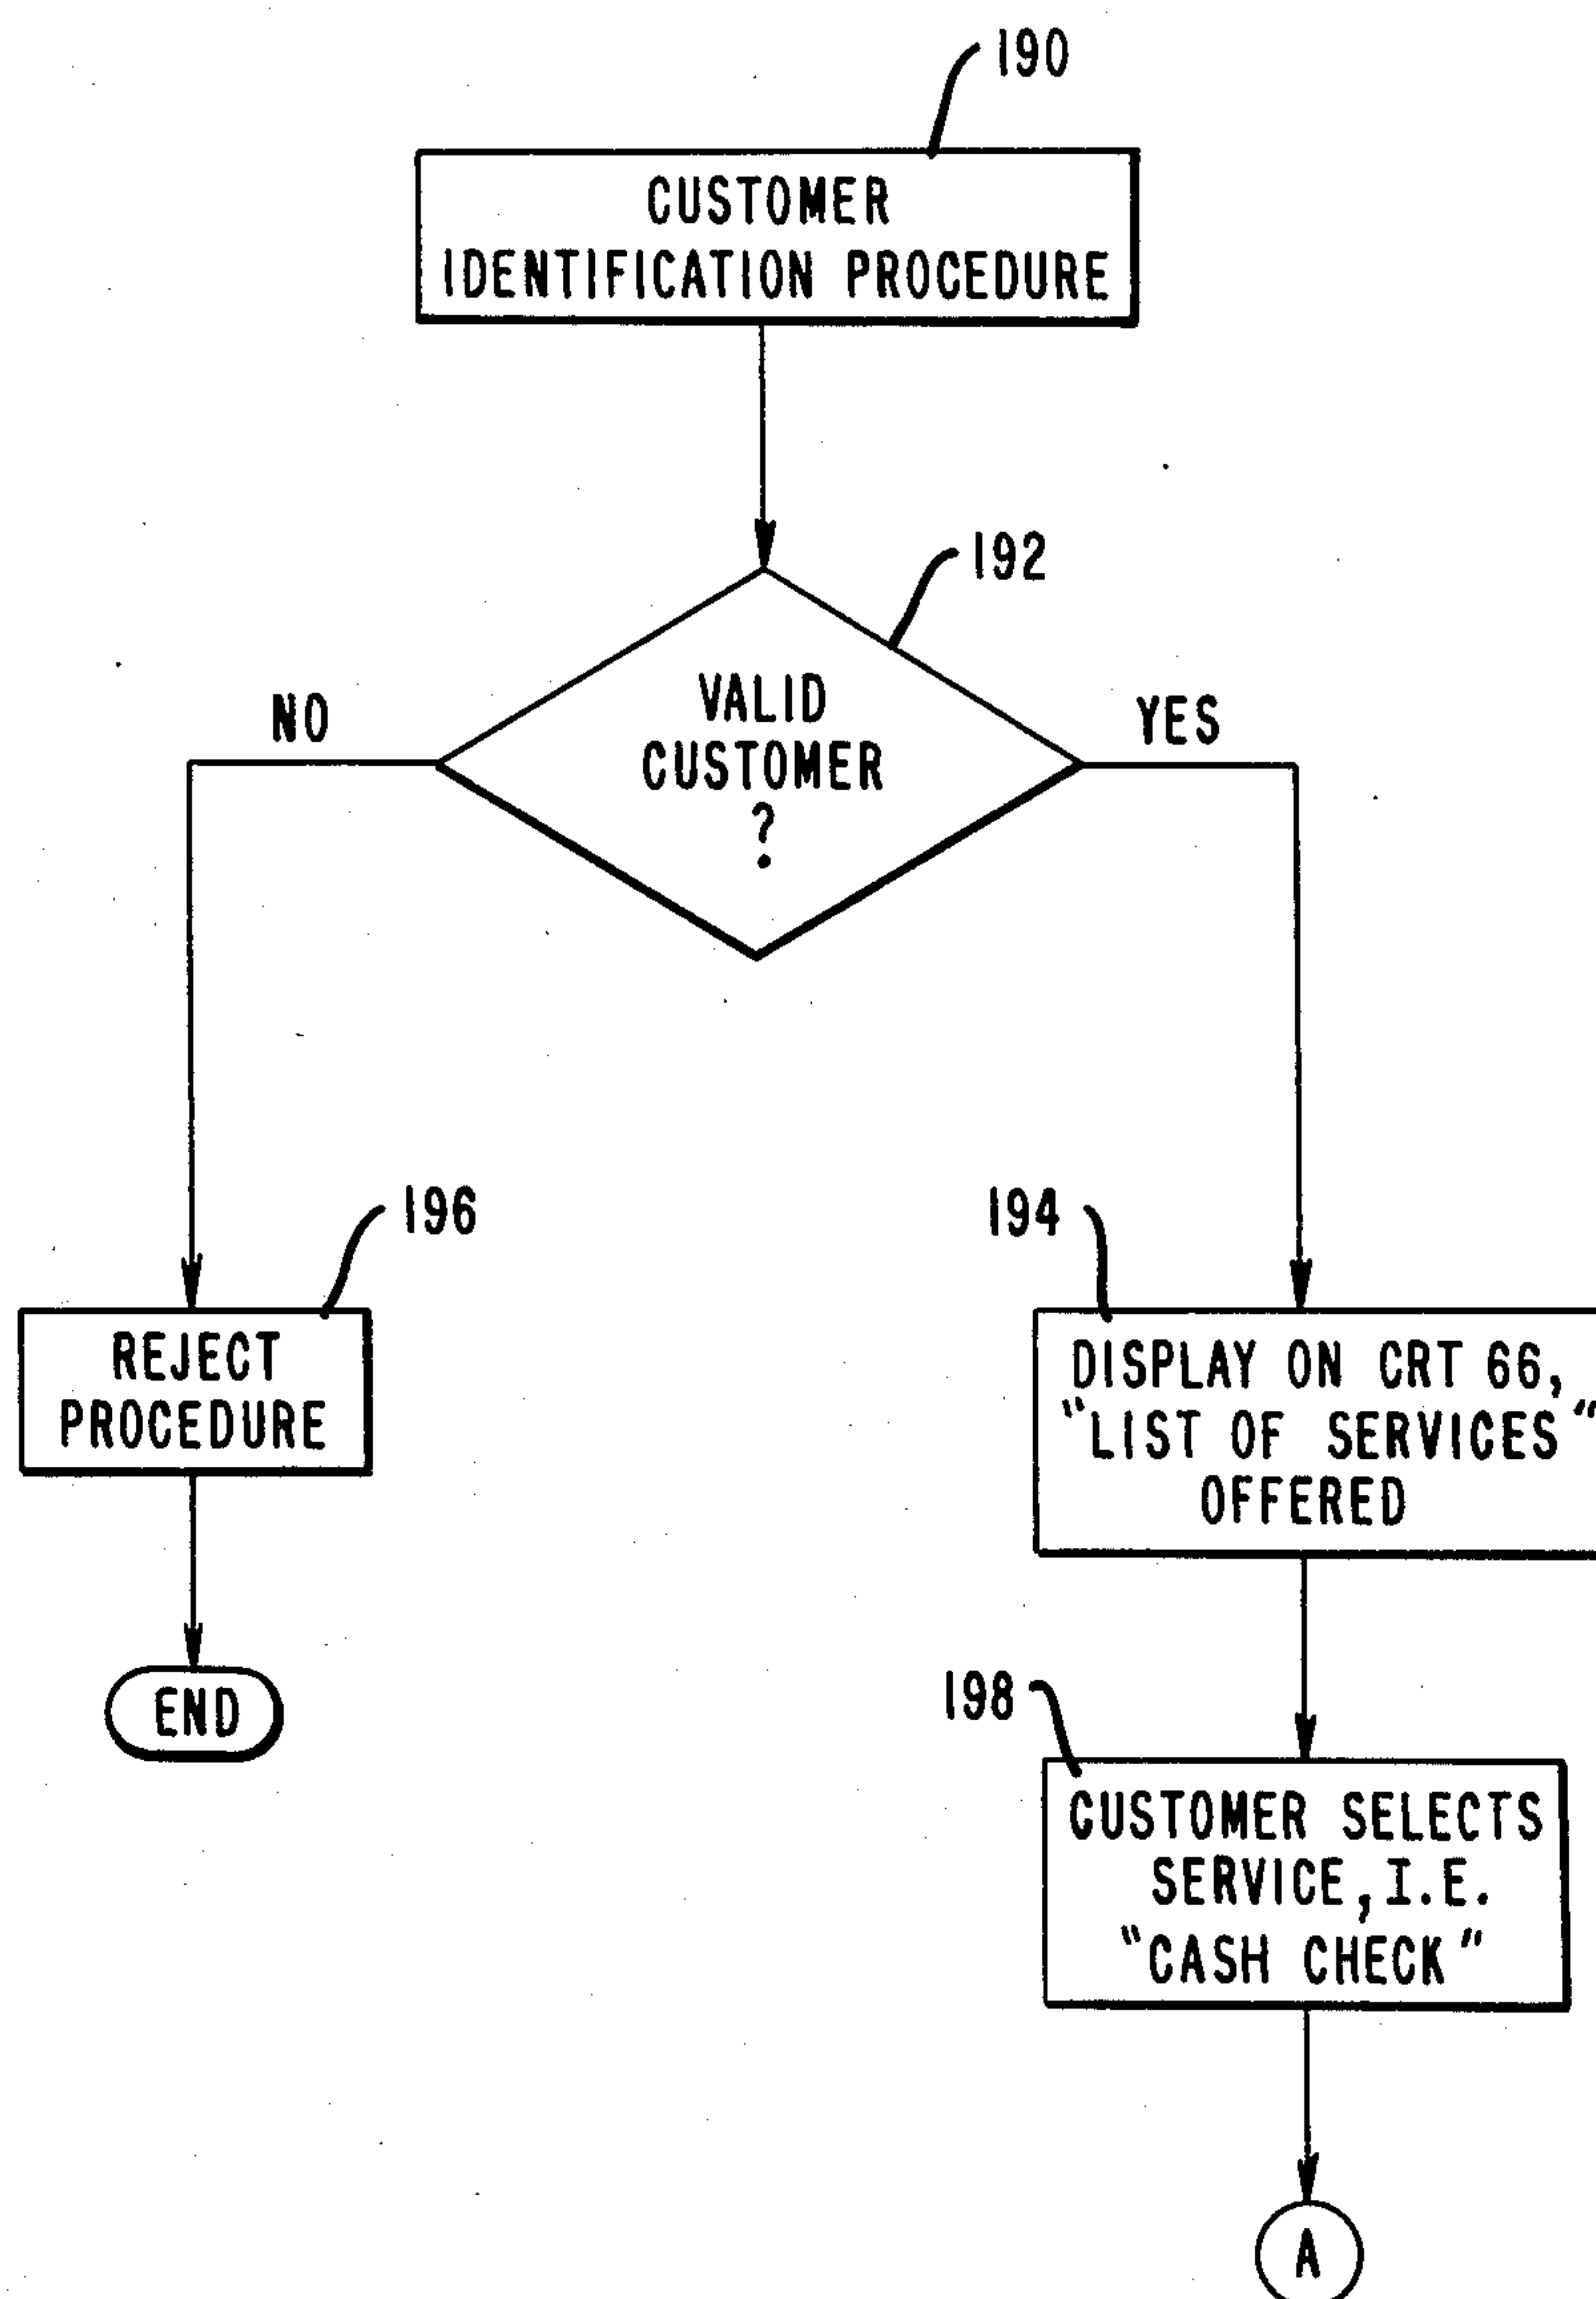 190
CUSTOMER
IDENTIFICATION PROCEDURE
192
VALID
CUSTOMER
?
NO
YES
196
REJECT
PROCEDURE
END
194
DISPLAY ON CRT 66,
"LIST OF SERVICES"
OFFERED
198
CUSTOMER SELECTS
SERVICE, I.E.
"CASH CHECK"
A